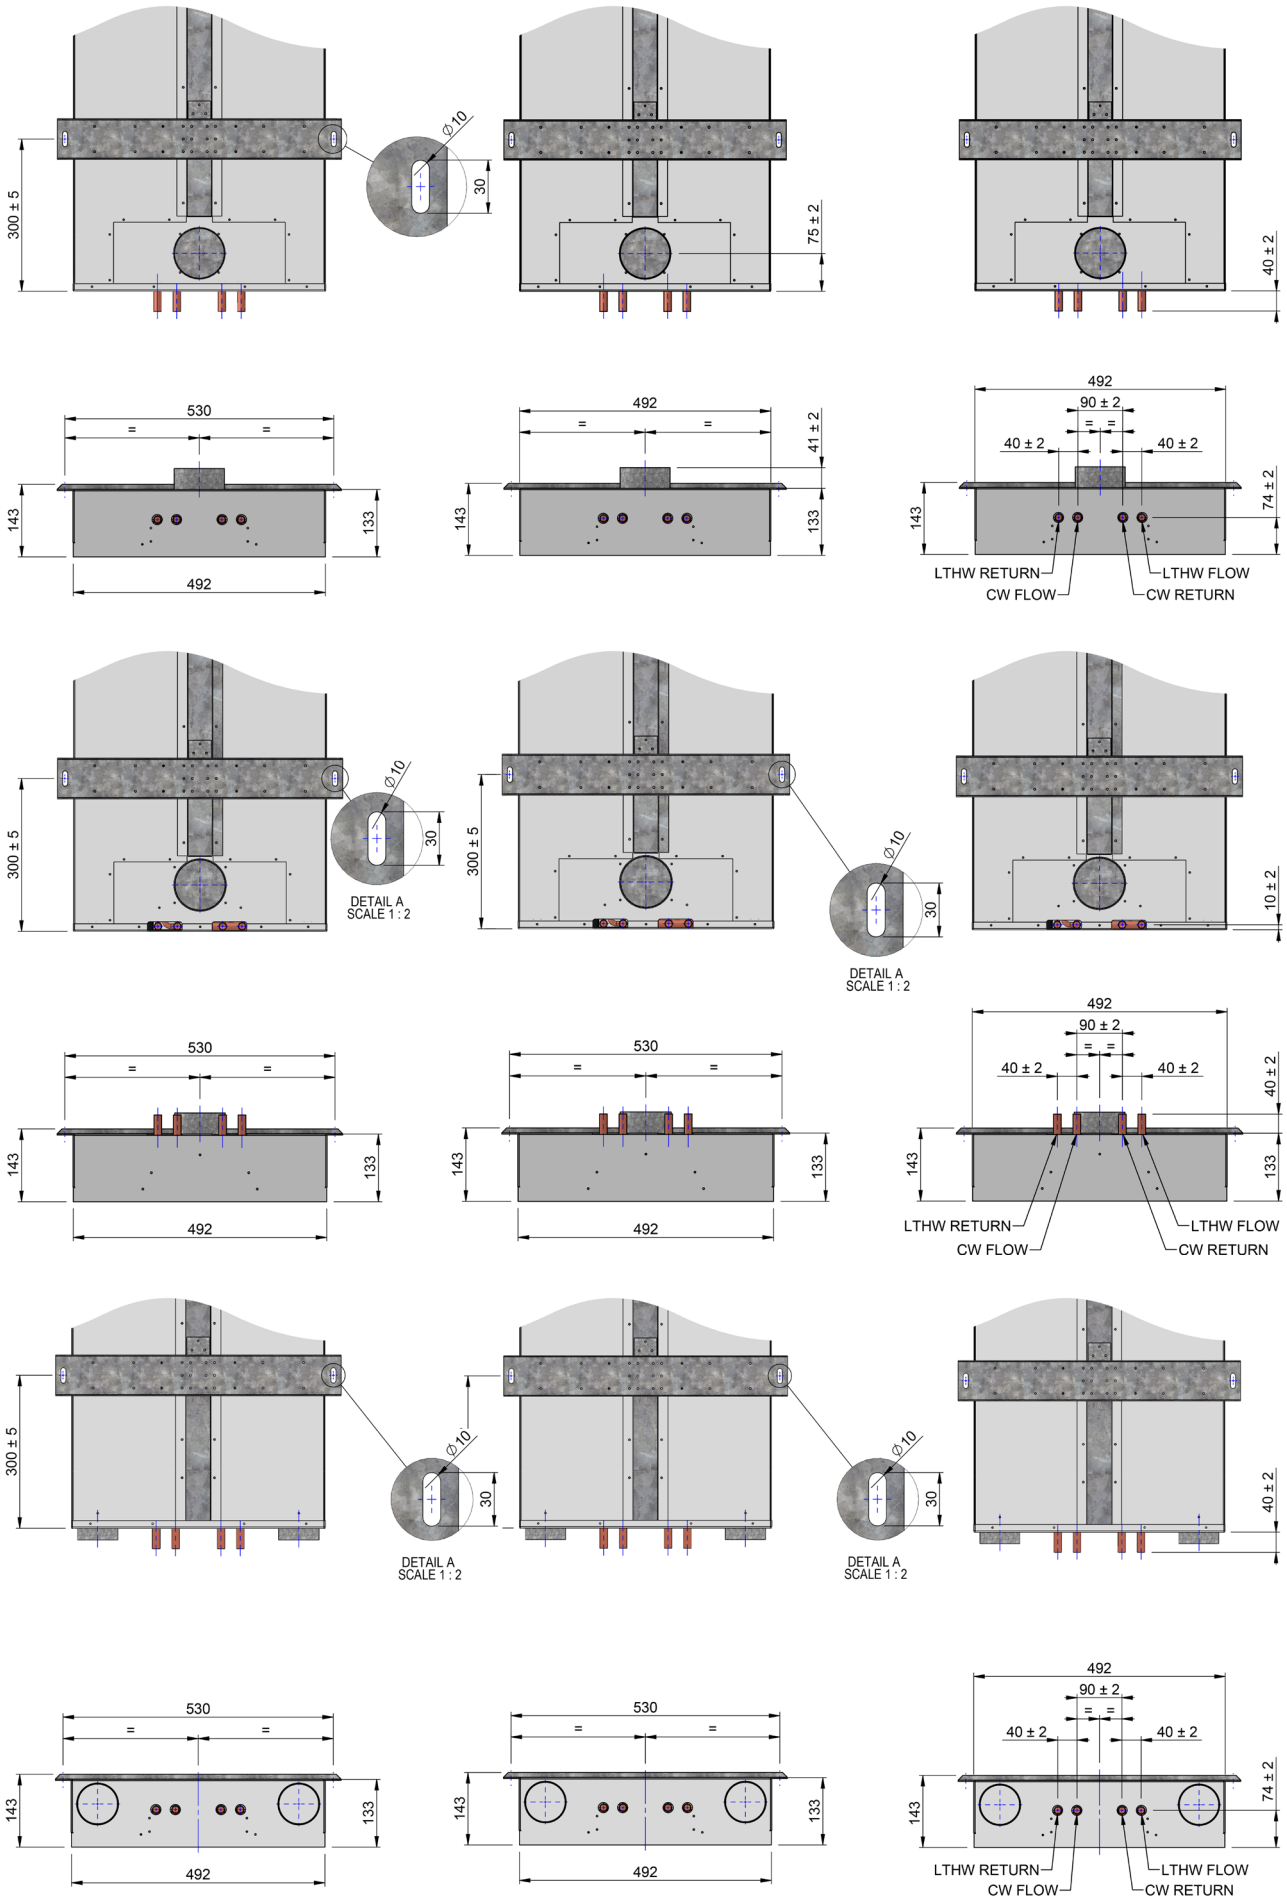 300 ± 5
∅10
30
75 ± 2
40 ± 2
530
= =
143
133
492
492
= =
41 ± 2
143
133
492
90 ± 2
= =
40 ± 2
40 ± 2
74 ± 2
143
LTHW RETURN
LTHW FLOW
CW FLOW
CW RETURN
300 ± 5
∅10
30
DETAIL A
SCALE 1 : 2
300 ± 5
∅10
30
DETAIL A
SCALE 1 : 2
10 ± 2
530
= =
143
133
492
530
= =
143
133
492
492
90 ± 2
= =
40 ± 2
40 ± 2
40 ± 2
143
133
LTHW RETURN
LTHW FLOW
CW FLOW
CW RETURN
300 ± 5
∅10
30
DETAIL A
SCALE 1 : 2
∅10
30
DETAIL A
SCALE 1 : 2
40 ± 2
530
= =
143
133
492
530
= =
143
133
492
492
90 ± 2
= =
40 ± 2
40 ± 2
74 ± 2
143
LTHW RETURN
LTHW FLOW
CW FLOW
CW RETURN